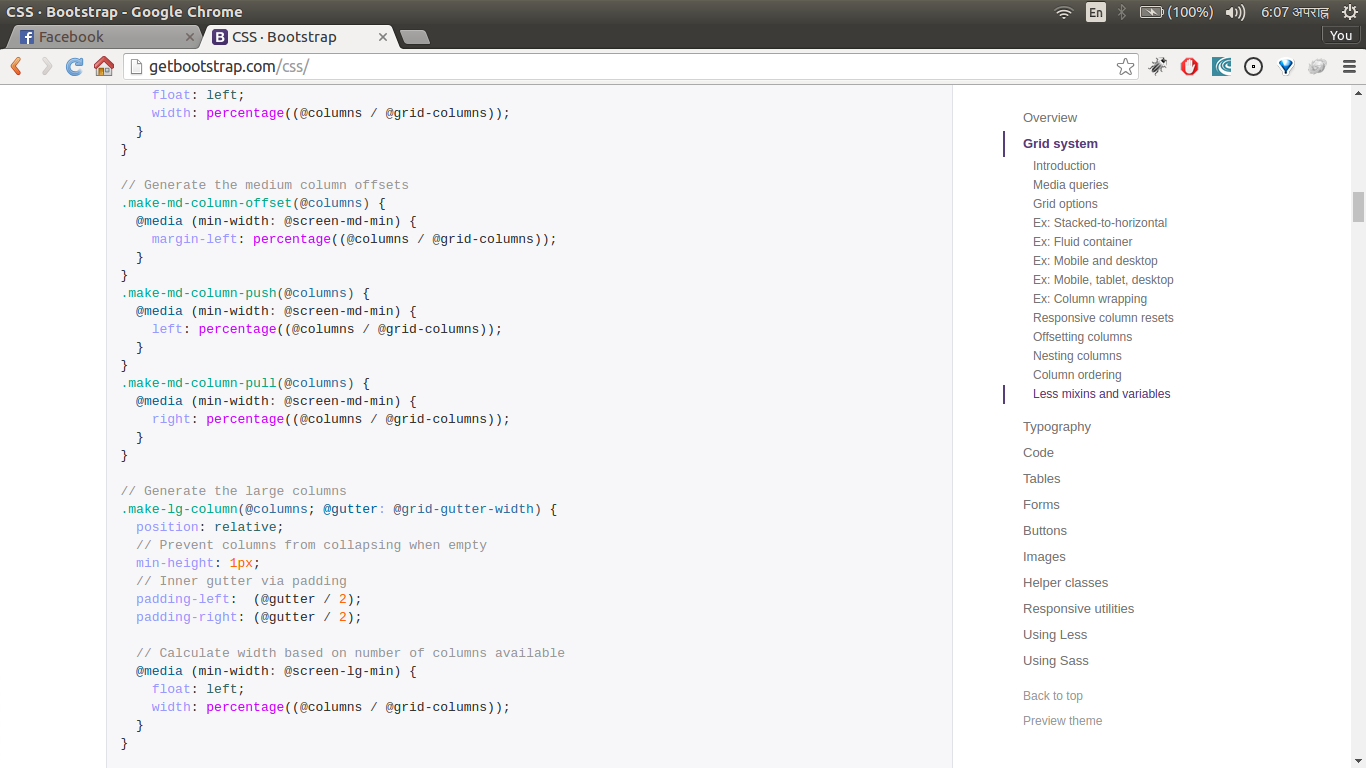 CSS · Bootstrap - Google Chrome
En
(100%)
6:07 अपराह्न
Facebook
CSS · Bootstrap
You
getbootstrap.com/css/
float: left;
width: percentage((@columns / @grid-columns));
}
}
// Generate the medium column offsets
.make-md-column-offset(@columns) {
@media (min-width: @screen-md-min) {
margin-left: percentage((@columns / @grid-columns));
}
}
.make-md-column-push(@columns) {
@media (min-width: @screen-md-min) {
left: percentage((@columns / @grid-columns));
}
}
.make-md-column-pull(@columns) {
@media (min-width: @screen-md-min) {
right: percentage((@columns / @grid-columns));
}
}
// Generate the large columns
.make-lg-column(@columns; @gutter: @grid-gutter-width) {
position: relative;
// Prevent columns from collapsing when empty
min-height: 1px;
// Inner gutter via padding
padding-left:  (@gutter / 2);
padding-right: (@gutter / 2);
// Calculate width based on number of columns available
@media (min-width: @screen-lg-min) {
float: left;
width: percentage((@columns / @grid-columns));
}
}
Overview
Grid system
Introduction
Media queries
Grid options
Ex: Stacked-to-horizontal
Ex: Fluid container
Ex: Mobile and desktop
Ex: Mobile, tablet, desktop
Ex: Column wrapping
Responsive column resets
Offsetting columns
Nesting columns
Column ordering
Less mixins and variables
Typography
Code
Tables
Forms
Buttons
Images
Helper classes
Responsive utilities
Using Less
Using Sass
Back to top
Preview theme